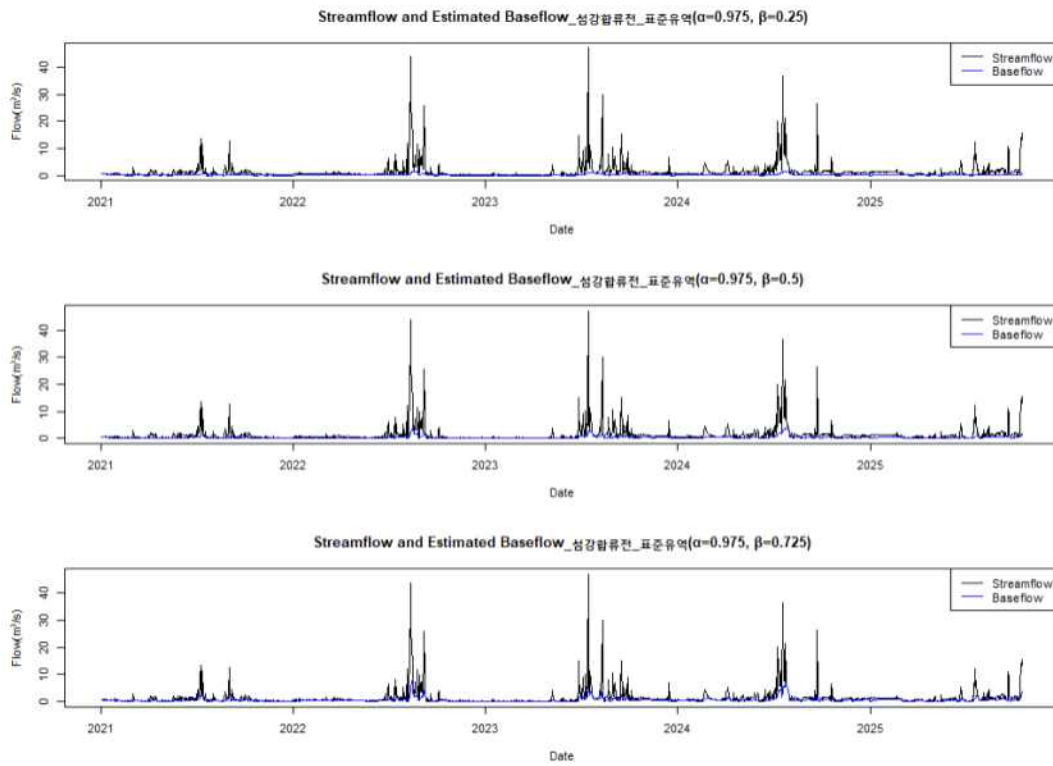 Streamflow and Estimated Baseflow_섬강합류전_표준유역(α=0.975, β=0.25)
Streamflow
Baseflow
Flow(m³/s)
40
30
20
10
0
2021 2022 2023 2024 2025
Date
Streamflow and Estimated Baseflow_섬강합류전_표준유역(α=0.975, β=0.5)
Streamflow
Baseflow
Flow(m³/s)
40
30
20
10
0
2021 2022 2023 2024 2025
Date
Streamflow and Estimated Baseflow_섬강합류전_표준유역(α=0.975, β=0.725)
Streamflow
Baseflow
Flow(m³/s)
40
30
20
10
0
2021 2022 2023 2024 2025
Date